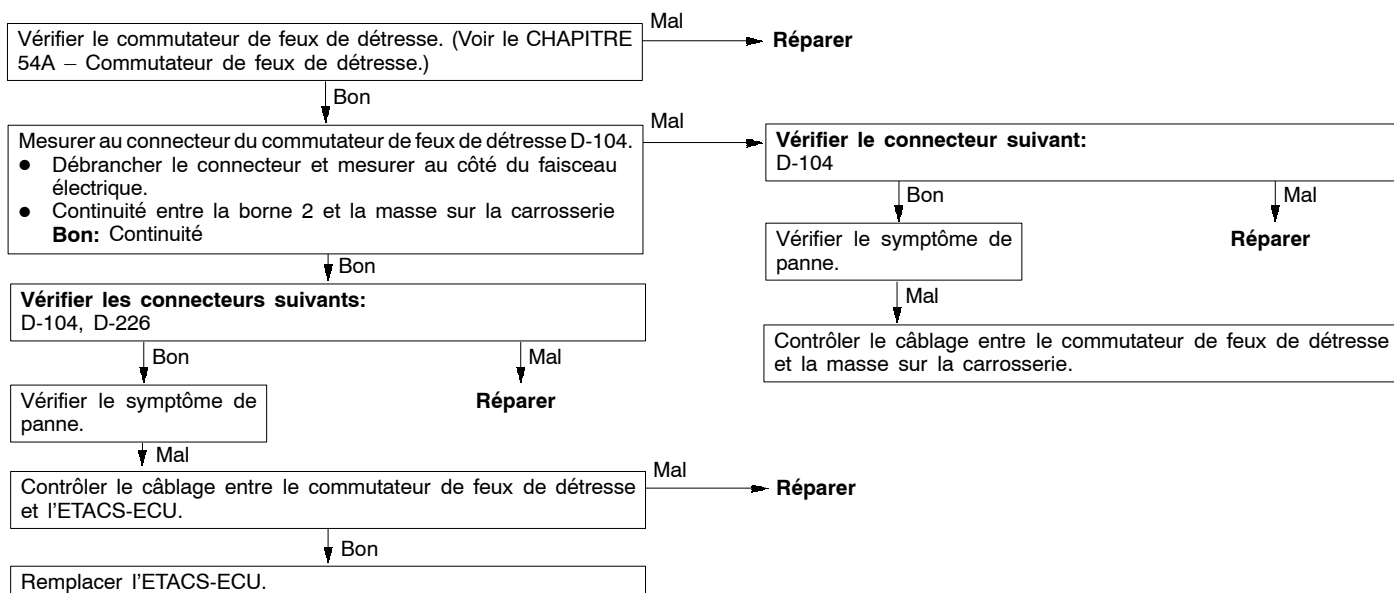 Vérifier le commutateur de feux de détresse. (Voir le CHAPITRE
54A – Commutateur de feux de détresse.)
Mal
Réparer
Bon
Mesurer au connecteur du commutateur de feux de détresse D-104.
● Débrancher le connecteur et mesurer au côté du faisceau
électrique.
● Continuité entre la borne 2 et la masse sur la carrosserie
Bon: Continuité
Mal
Vérifier le connecteur suivant:
D-104
Bon
Mal
Vérifier le symptôme de
panne.
Réparer
Mal
Contrôler le câblage entre le commutateur de feux de détresse
et la masse sur la carrosserie.
Bon
Vérifier les connecteurs suivants:
D-104, D-226
Bon
Mal
Vérifier le symptôme de
panne.
Réparer
Mal
Contrôler le câblage entre le commutateur de feux de détresse
et l'ETACS-ECU.
Mal
Réparer
Bon
Remplacer l'ETACS-ECU.